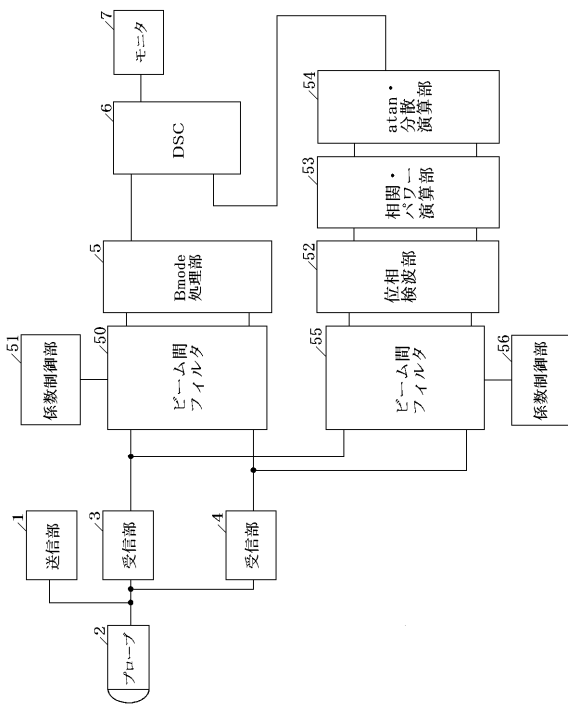 2
プローブ
1
送信部
3
受信部
4
受信部
51
係数制御部
50
ビーム間
フィルタ
5
Bmode
処理部
6
DSC
7
モニタ
55
ビーム間
フィルタ
56
係数制御部
52
位相
検波部
53
相関・
パワー
演算部
54
atan・
分散
演算部